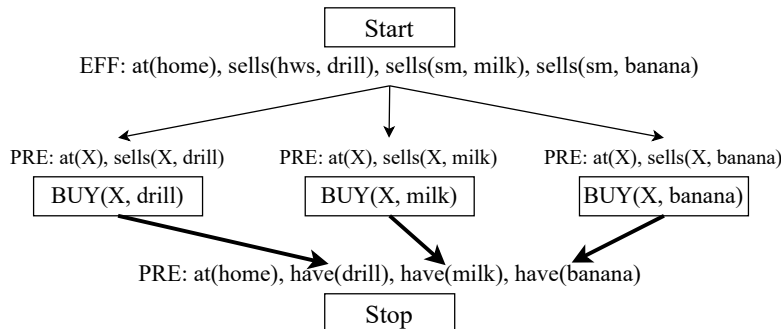 Start
EFF: at(home), sells(hws, drill), sells(sm, milk), sells(sm, banana)
PRE: at(X), sells(X, drill) PRE: at(X), sells(X, milk) PRE: at(X), sells(X, banana)
BUY(X, drill) BUY(X, milk) BUY(X, banana)
PRE: at(home), have(drill), have(milk), have(banana)
Stop